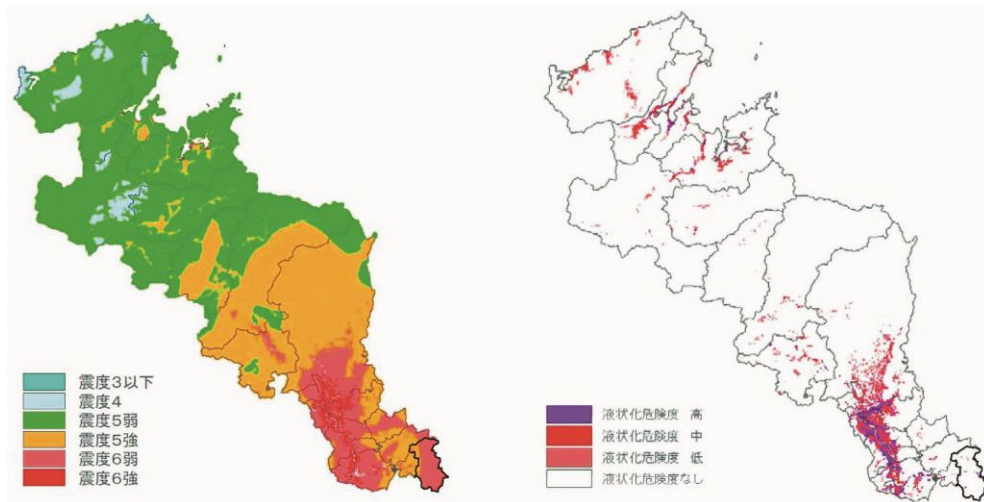 震度3以下
震度4
震度5弱
震度5強
震度6弱
震度6強
液状化危険度 高
液状化危険度 中
液状化危険度 低
液状化危険度なし